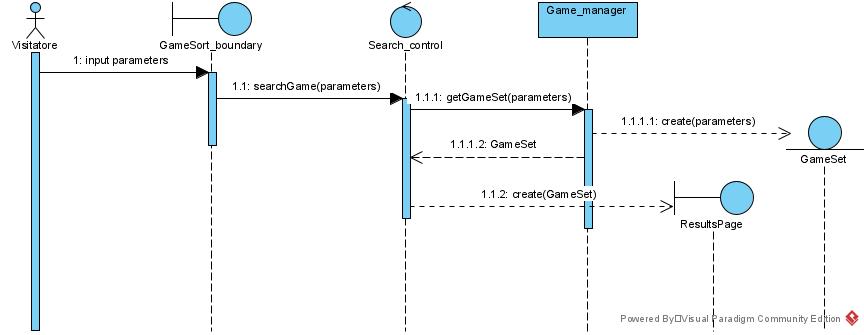 Visitatore
GameSort_boundary
Search_control
Game_manager
1: input parameters
1.1: searchGame(parameters)
1.1.1: getGameSet(parameters)
1.1.1.1: create(parameters)
GameSet
1.1.1.2: GameSet
1.1.2: create(GameSet)
ResultsPage
Powered By□Visual Paradigm Community Edition